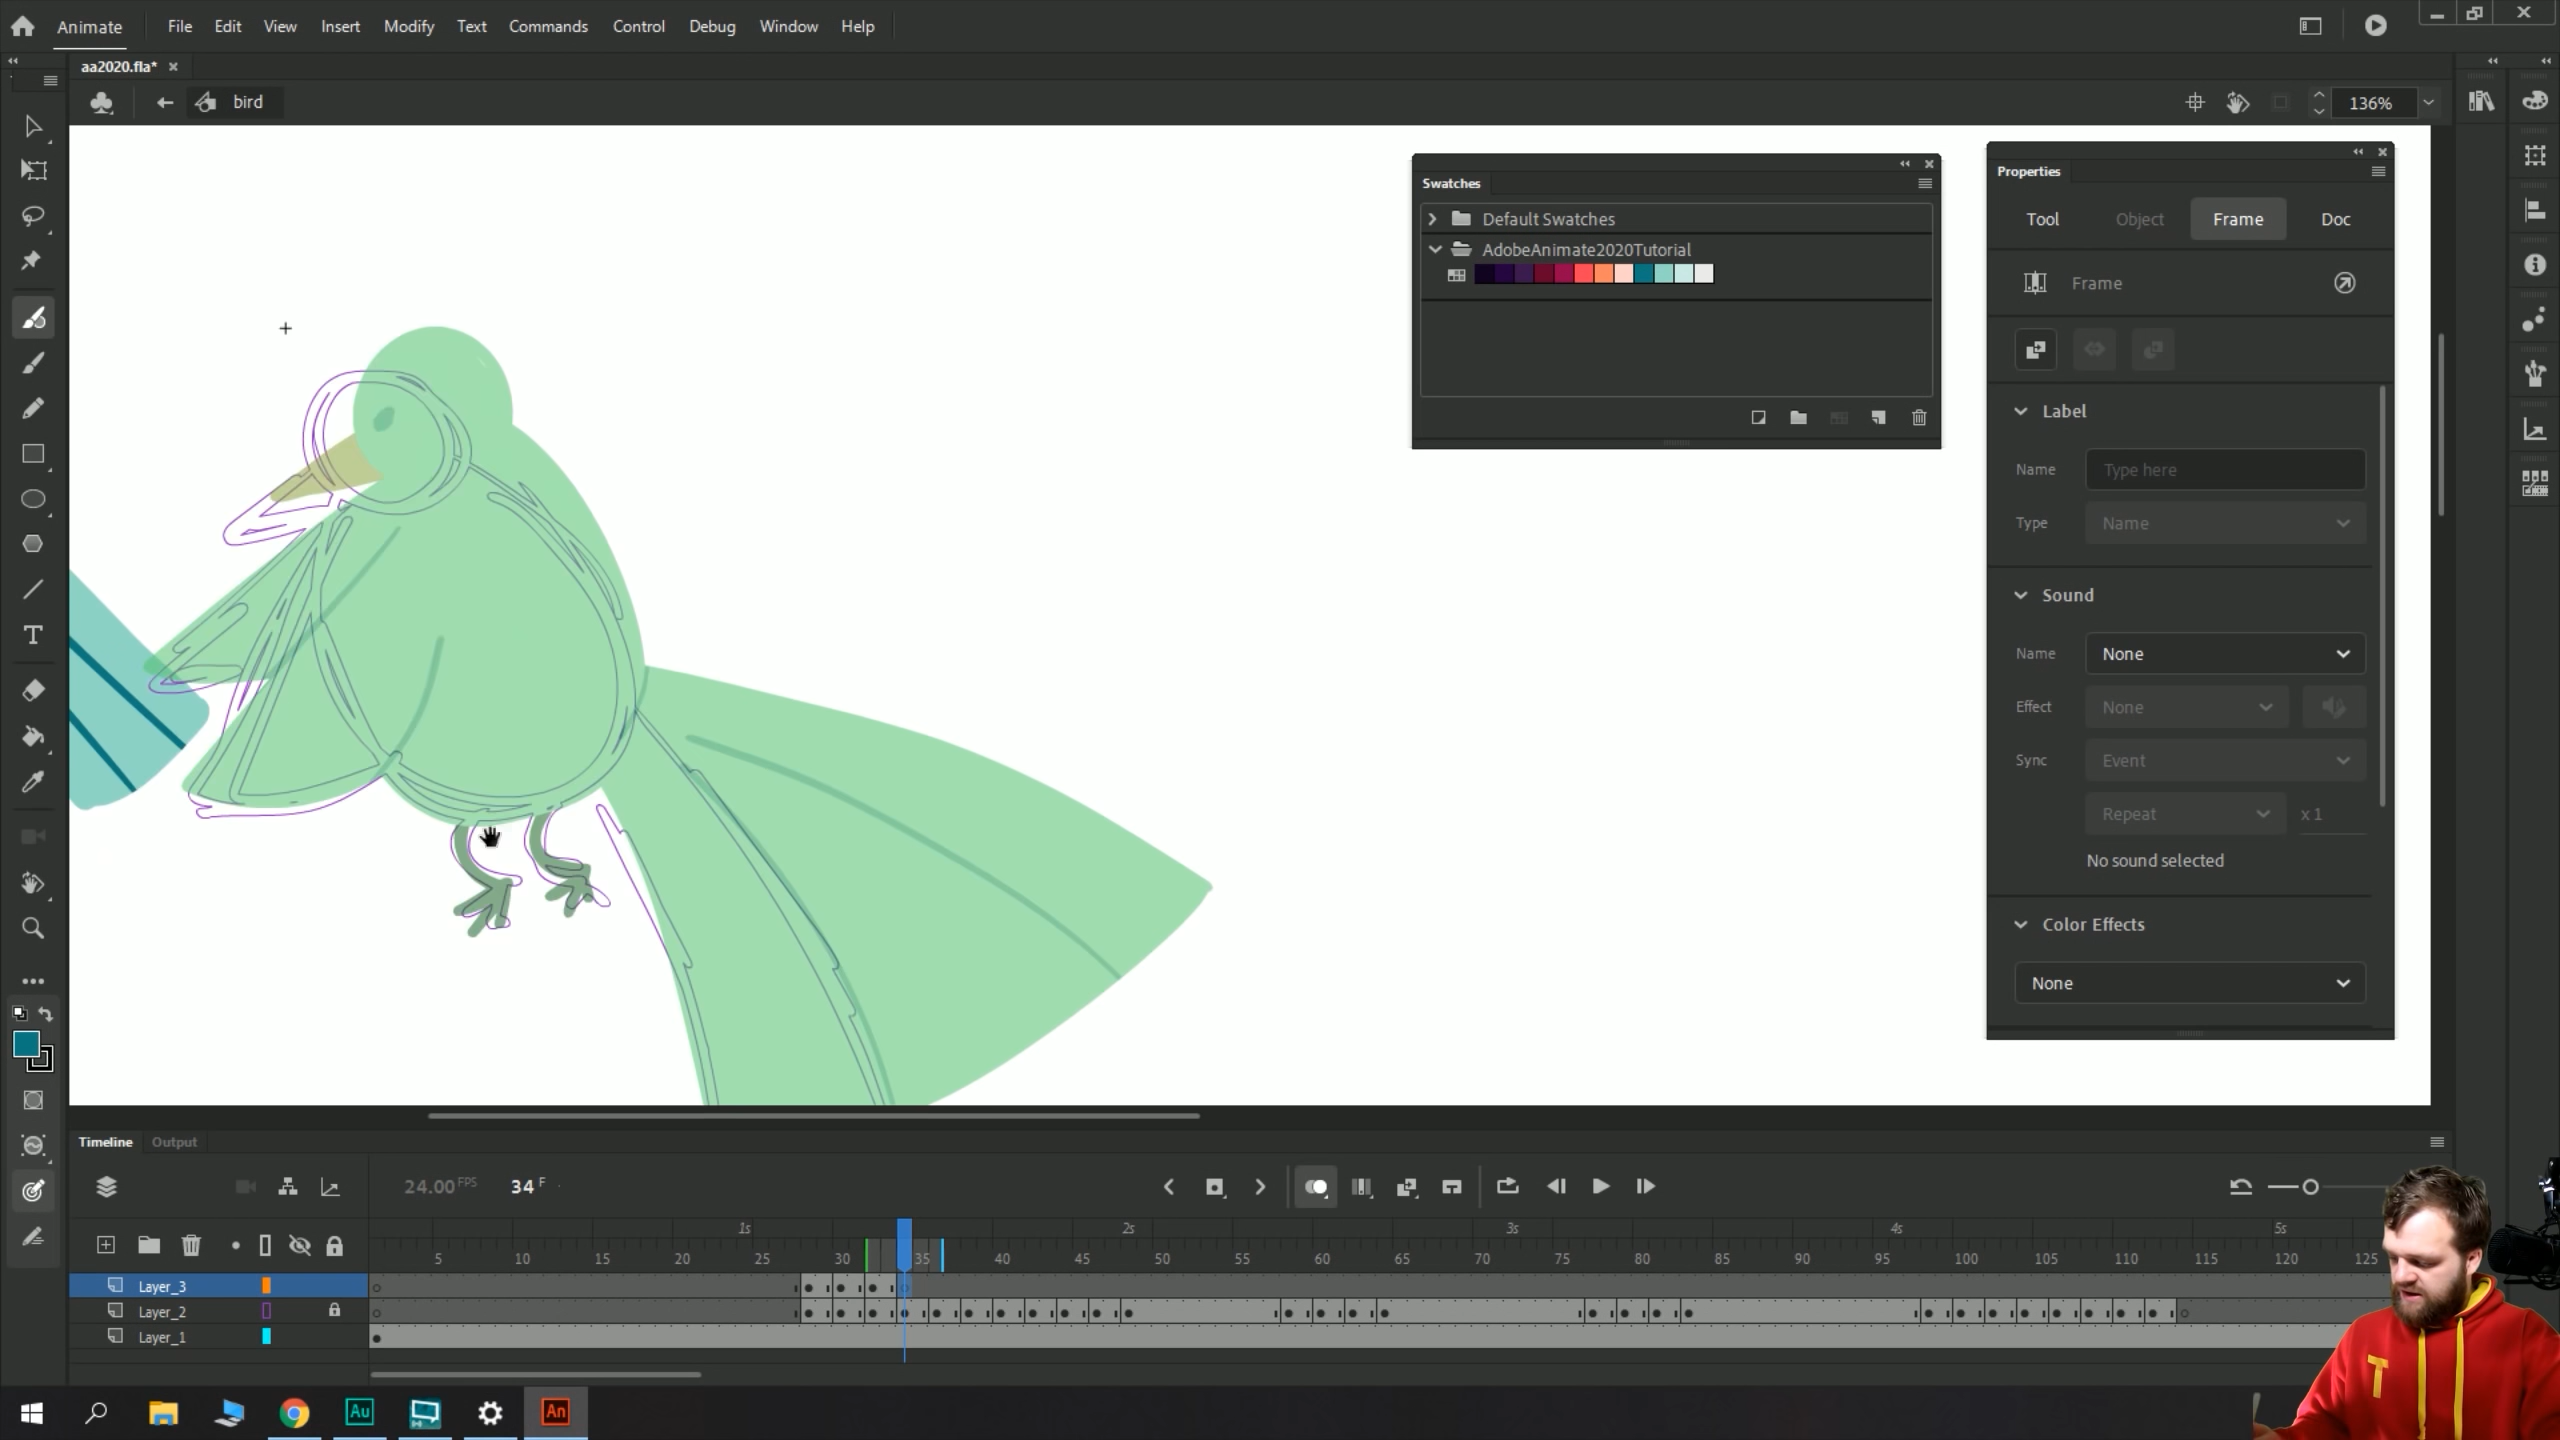 Animate File Edit View Insert Modify Text Commands Control Debug Window Help
aa2020.fla*
bird
136%
Swatches
Default Swatches
AdobeAnimate2020Tutorial
Properties
Tool Object Frame Doc
Frame
Label
Name Type here
Type Name
Sound
Name None
Effect None
Sync Event
Repeat x 1
No sound selected
Color Effects
None
Timeline Output
24.00 FPS 34 F
1s 2s 3s 4s 5s
5 10 15 20 25 30 35 40 45 50 55 60 65 70 75 80 85 90 95 100 105 110 115 120 125
Layer_3
Layer_2
Layer_1
Au An
T